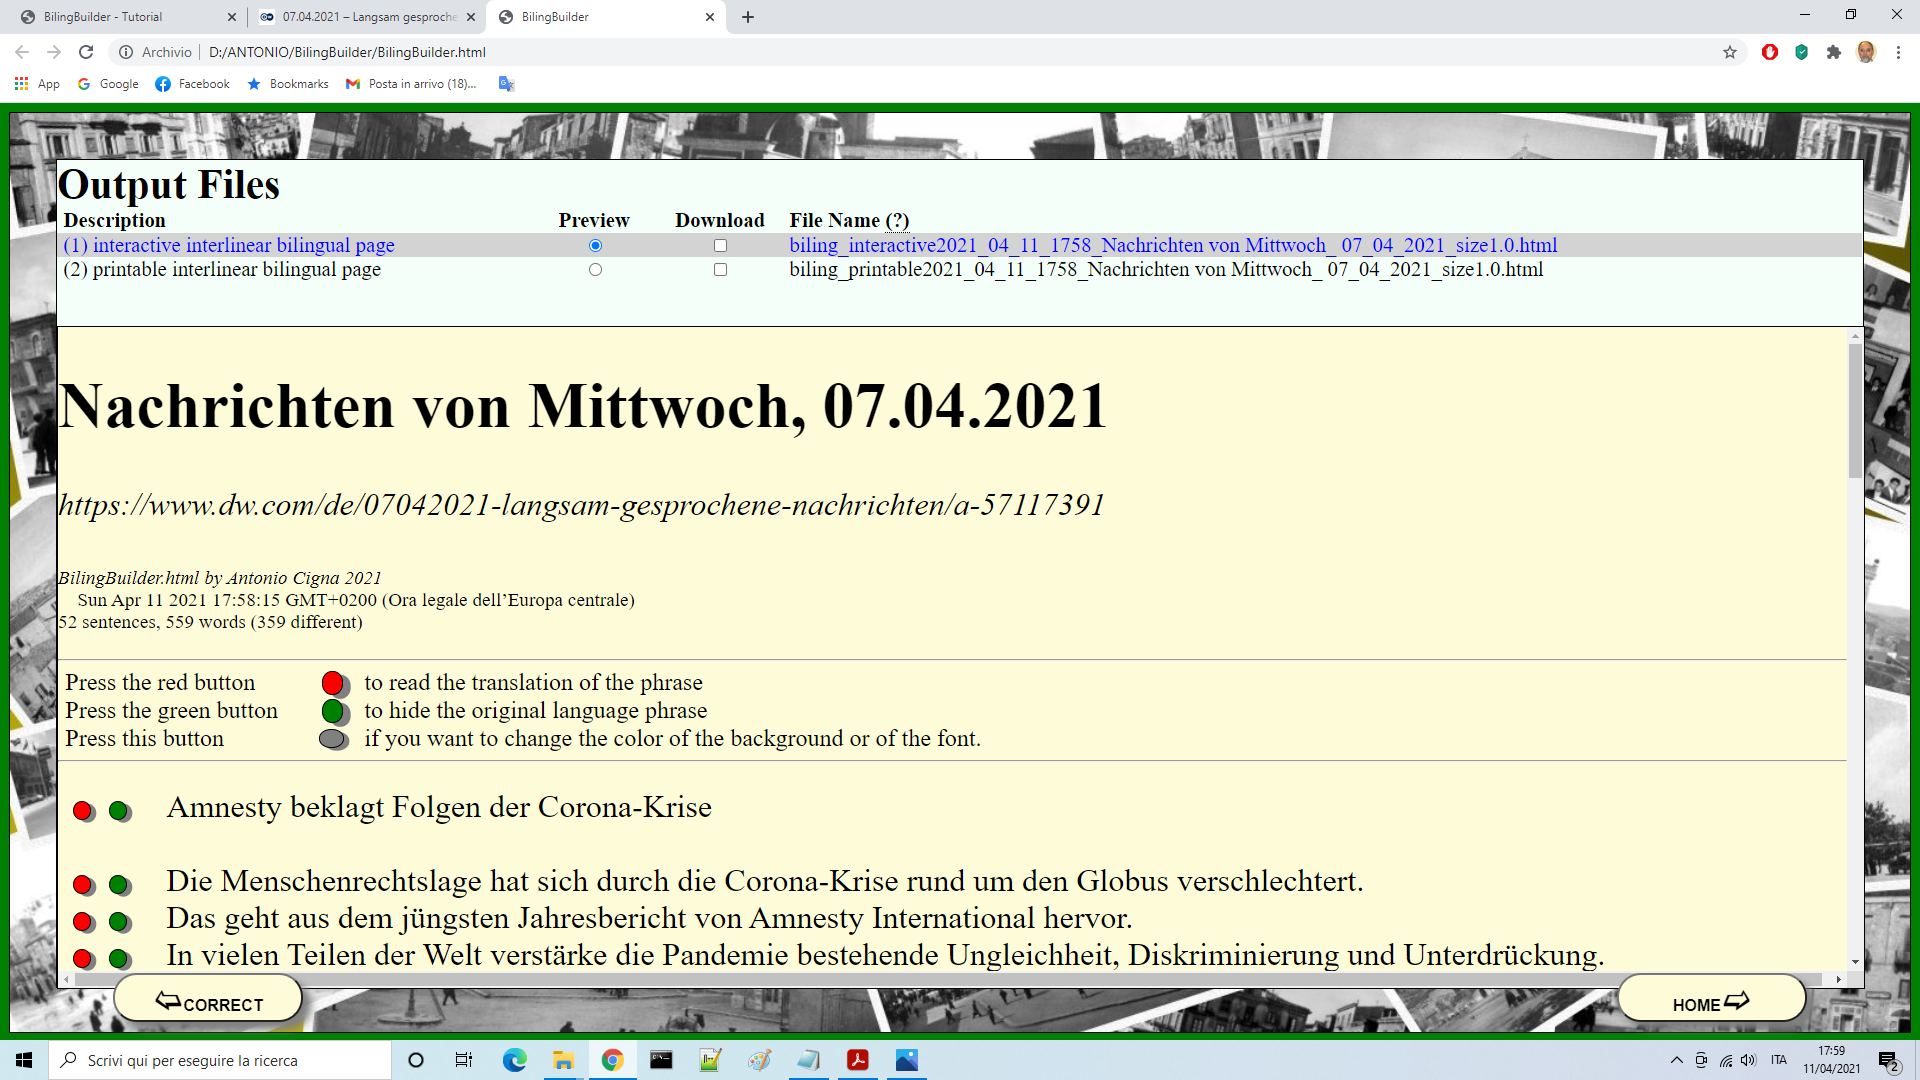 BilingBuilder - Tutorial
07.04.2021 – Langsam gesproche
BilingBuilder
Archivio
D:/ANTONIO/BilingBuilder/BilingBuilder.html
App
Google
Facebook
Bookmarks
Posta in arrivo (18)...
Output Files
Description Preview Download File Name (?)
(1) interactive interlinear bilingual page biling_interactive2021_04_11_1758_Nachrichten von Mittwoch_ 07_04_2021_size1.0.html
(2) printable interlinear bilingual page biling_printable2021_04_11_1758_Nachrichten von Mittwoch_ 07_04_2021_size1.0.html
Nachrichten von Mittwoch, 07.04.2021
https://www.dw.com/de/07042021-langsam-gesprochene-nachrichten/a-57117391
BilingBuilder.html by Antonio Cigna 2021
Sun Apr 11 2021 17:58:15 GMT+0200 (Ora legale dell’Europa centrale)
52 sentences, 559 words (359 different)
Press the red button to read the translation of the phrase
Press the green button to hide the original language phrase
Press this button if you want to change the color of the background or of the font.
Amnesty beklagt Folgen der Corona-Krise
Die Menschenrechtslage hat sich durch die Corona-Krise rund um den Globus verschlechtert.
Das geht aus dem jüngsten Jahresbericht von Amnesty International hervor.
In vielen Teilen der Welt verstärke die Pandemie bestehende Ungleichheit, Diskriminierung und Unterdrückung.
CORRECT
HOME
Scrivi qui per eseguire la ricerca
ITA
17:59
11/04/2021
2